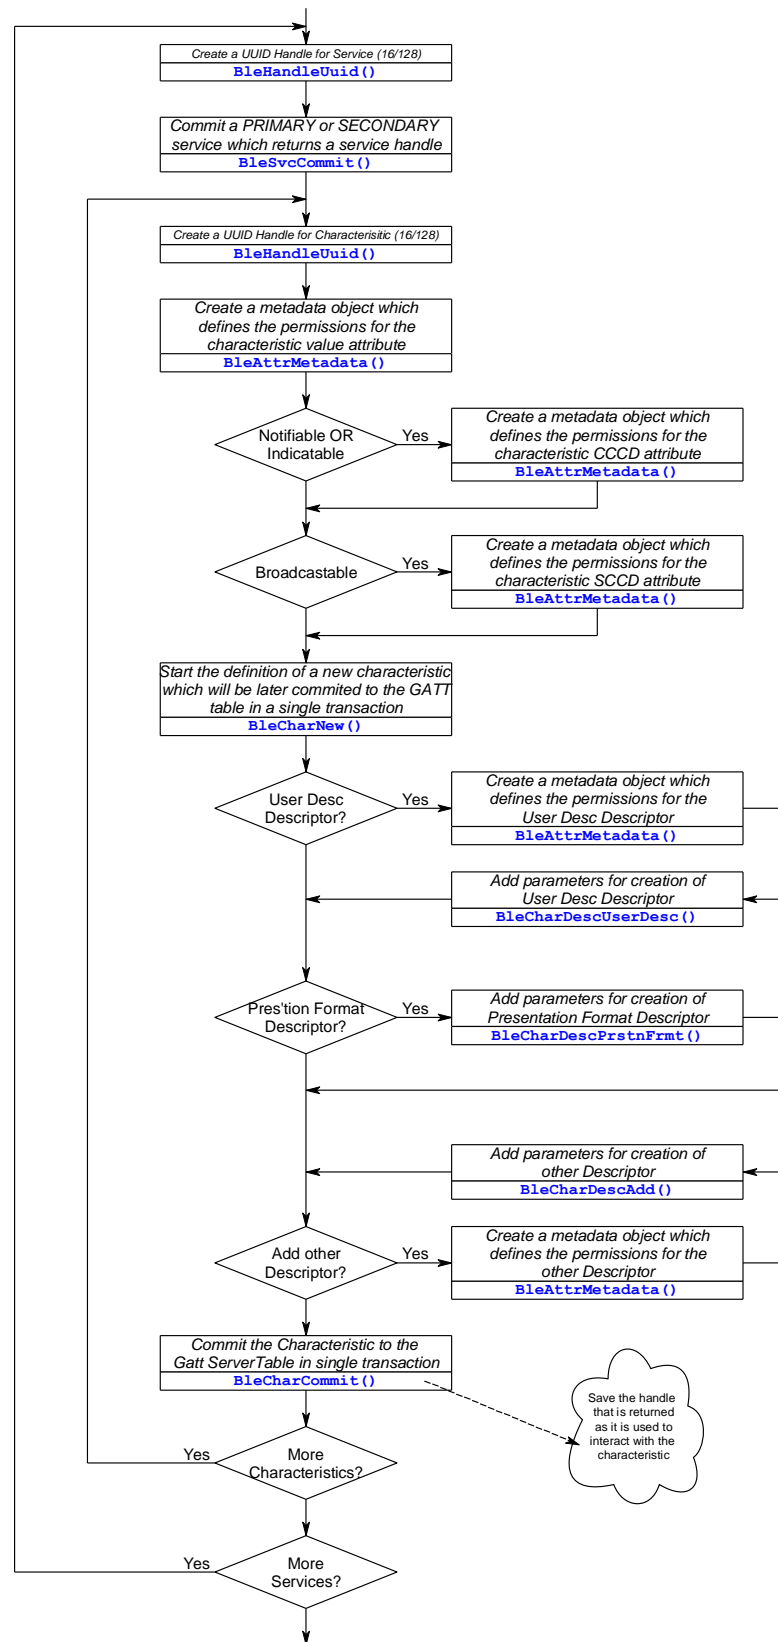 Create a UUID Handle for Service (16/128)
BleHandleUuid()
Commit a PRIMARY or SECONDARY
service which returns a service handle
BleSvcCommit()
Create a UUID Handle for Characterisitic (16/128)
BleHandleUuid()
Create a metadata object which
defines the permissions for the
characteristic value attribute
BleAttrMetadata()
Notifiable OR
Indicatable
Yes
Create a metadata object which
defines the permissions for the
characteristic CCCD attribute
BleAttrMetadata()
Broadcastable
Yes
Create a metadata object which
defines the permissions for the
characteristic SCCD attribute
BleAttrMetadata()
Start the definition of a new characteristic
which will be later commited to the GATT
table in a single transaction
BleCharNew()
User Desc
Descriptor?
Yes
Create a metadata object which
defines the permissions for the
User Desc Descriptor
BleAttrMetadata()
Add parameters for creation of
User Desc Descriptor
BleCharDescUserDesc()
Pres'tion Format
Descriptor?
Yes
Add parameters for creation of
Presentation Format Descriptor
BleCharDescPrstnFrmt()
Add parameters for creation of
other Descriptor
BleCharDescAdd()
Add other
Descriptor?
Yes
Create a metadata object which
defines the permissions for the
other Descriptor
BleAttrMetadata()
Commit the Characteristic to the
Gatt ServerTable in single transaction
BleCharCommit()
Save the handle
that is returned
as it is used to
interact with the
characteristic
Yes
More
Characteristics?
Yes
More
Services?